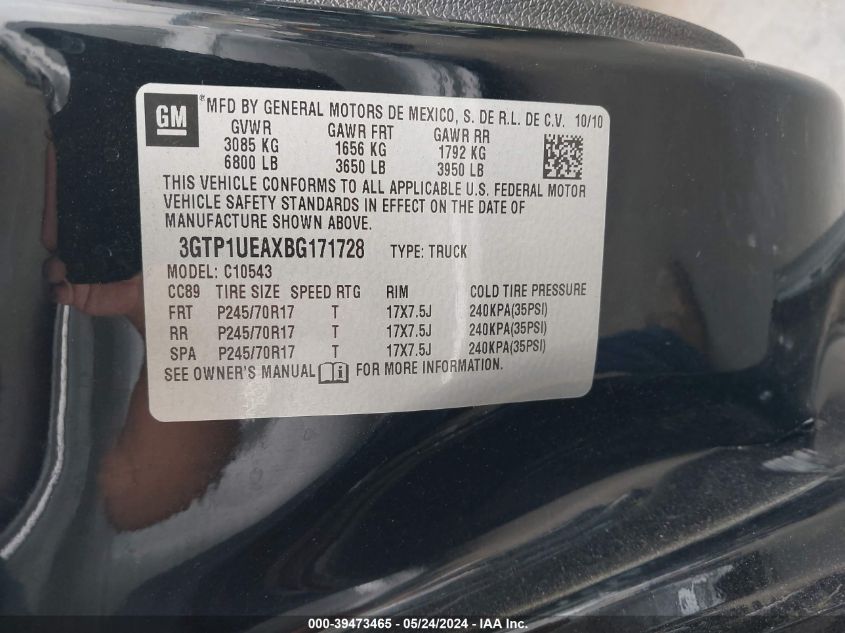 GM ® MFD BY GENERAL MOTORS DE MEXICO, S. DE R.L. DE C.V. 10/10
GVWR GAWR FRT GAWR RR
3085 KG 1656 KG 1792 KG
6800 LB 3650 LB 3950 LB
THIS VEHICLE CONFORMS TO ALL APPLICABLE U.S. FEDERAL MOTOR
VEHICLE SAFETY STANDARDS IN EFFECT ON THE DATE OF
MANUFACTURE SHOWN ABOVE.
3GTP1UEAXBG171728 TYPE: TRUCK
MODEL: C10543
CC89 TIRE SIZE SPEED RTG RIM COLD TIRE PRESSURE
FRT P245/70R17 T 17X7.5J 240KPA(35PSI)
RR P245/70R17 T 17X7.5J 240KPA(35PSI)
SPA P245/70R17 T 17X7.5J 240KPA(35PSI)
SEE OWNER'S MANUAL i FOR MORE INFORMATION.
000-39473465 - 05/24/2024 - IAA Inc.